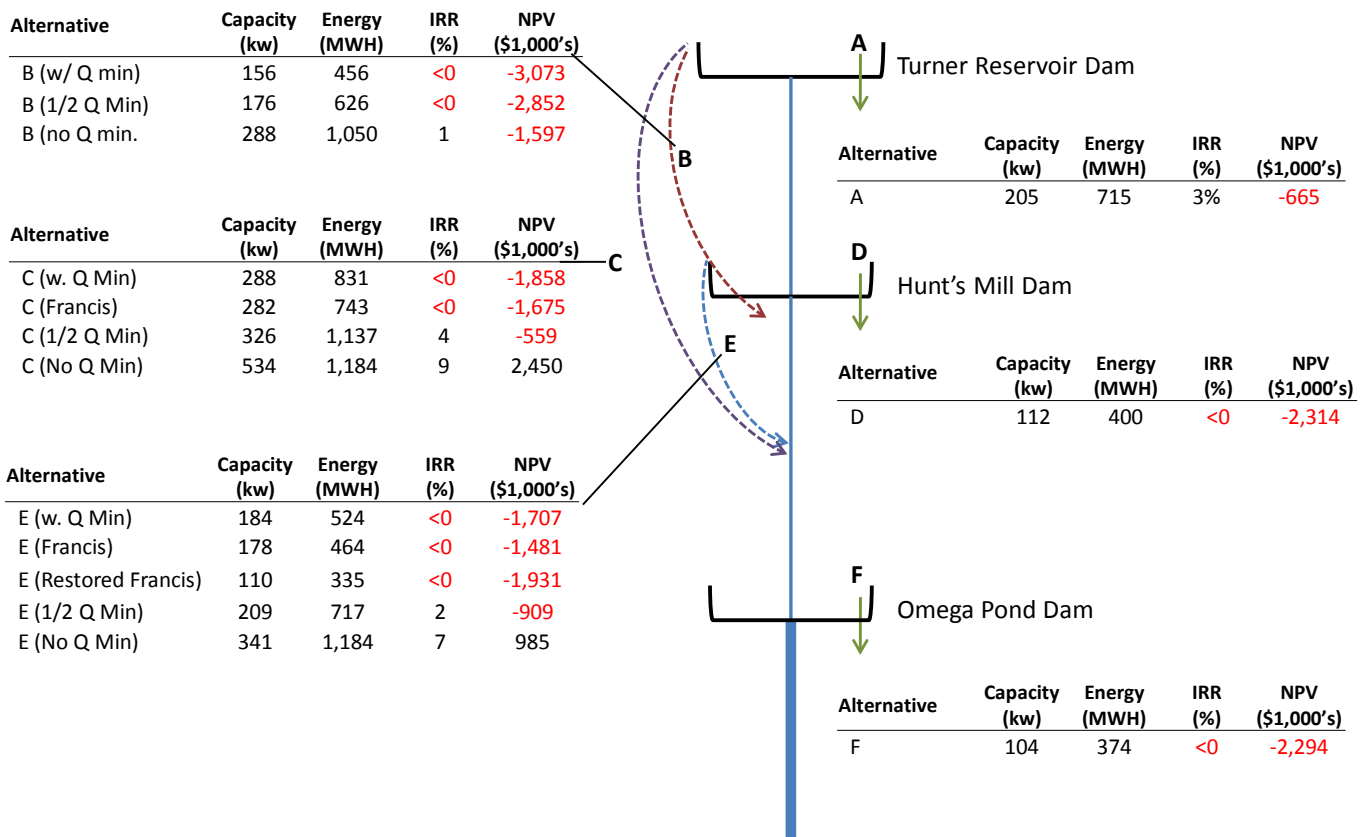 Alternative Capacity (kw) Energy (MWH) IRR (%) NPV ($1,000's)
B (w/ Q min) 156 456 <0 -3,073
B (1/2 Q Min) 176 626 <0 -2,852
B (no Q min. 288 1,050 1 -1,597
B
Alternative Capacity (kw) Energy (MWH) IRR (%) NPV ($1,000's)
C (w. Q Min) 288 831 <0 -1,858
C (Francis) 282 743 <0 -1,675
C (1/2 Q Min) 326 1,137 4 -559
C (No Q Min) 534 1,184 9 2,450
C
Alternative Capacity (kw) Energy (MWH) IRR (%) NPV ($1,000's)
E (w. Q Min) 184 524 <0 -1,707
E (Francis) 178 464 <0 -1,481
E (Restored Francis) 110 335 <0 -1,931
E (1/2 Q Min) 209 717 2 -909
E (No Q Min) 341 1,184 7 985
E
A
Turner Reservoir Dam
Alternative Capacity (kw) Energy (MWH) IRR (%) NPV ($1,000's)
A 205 715 3% -665
D
Hunt's Mill Dam
Alternative Capacity (kw) Energy (MWH) IRR (%) NPV ($1,000's)
D 112 400 <0 -2,314
F
Omega Pond Dam
Alternative Capacity (kw) Energy (MWH) IRR (%) NPV ($1,000's)
F 104 374 <0 -2,294